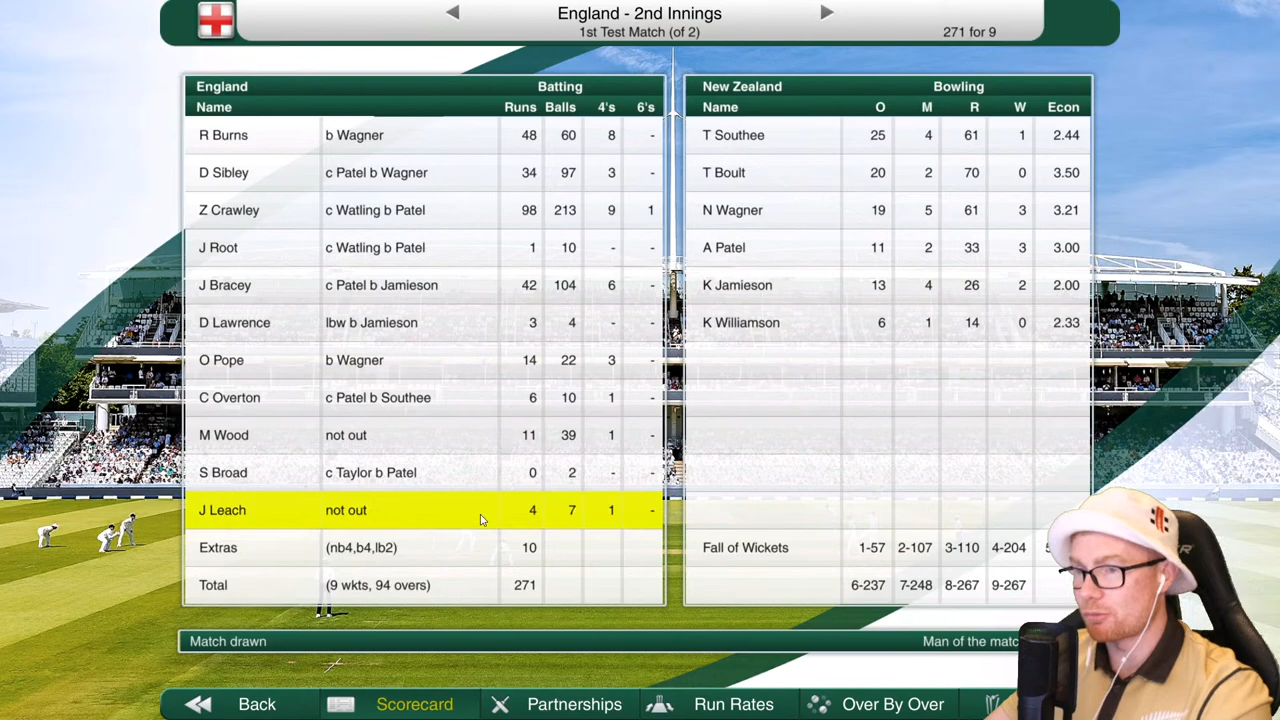 England - 2nd Innings
1st Test Match (of 2)
271 for 9
England Batting
Name Runs Balls 4's 6's
R Burns b Wagner 48 60 8 -
D Sibley c Patel b Wagner 34 97 3 -
Z Crawley c Watling b Patel 98 213 9 1
J Root c Watling b Patel 1 10 - -
J Bracey c Patel b Jamieson 42 104 6 -
D Lawrence lbw b Jamieson 3 4 - -
O Pope b Wagner 14 22 3 -
C Overton c Patel b Southee 6 10 1 -
M Wood not out 11 39 1 -
S Broad c Taylor b Patel 0 2 - -
J Leach not out 4 7 1 -
Extras (nb4,b4,lb2) 10
Total (9 wkts, 94 overs) 271
New Zealand Bowling
Name O M R W Econ
T Southee 25 4 61 1 2.44
T Boult 20 2 70 0 3.50
N Wagner 19 5 61 3 3.21
A Patel 11 2 33 3 3.00
K Jamieson 13 4 26 2 2.00
K Williamson 6 1 14 0 2.33
Fall of Wickets 1-57 2-107 3-110 4-204
6-237 7-248 8-267 9-267
Match drawn Man of the
Back Scorecard Partnerships Run Rates Over By Over